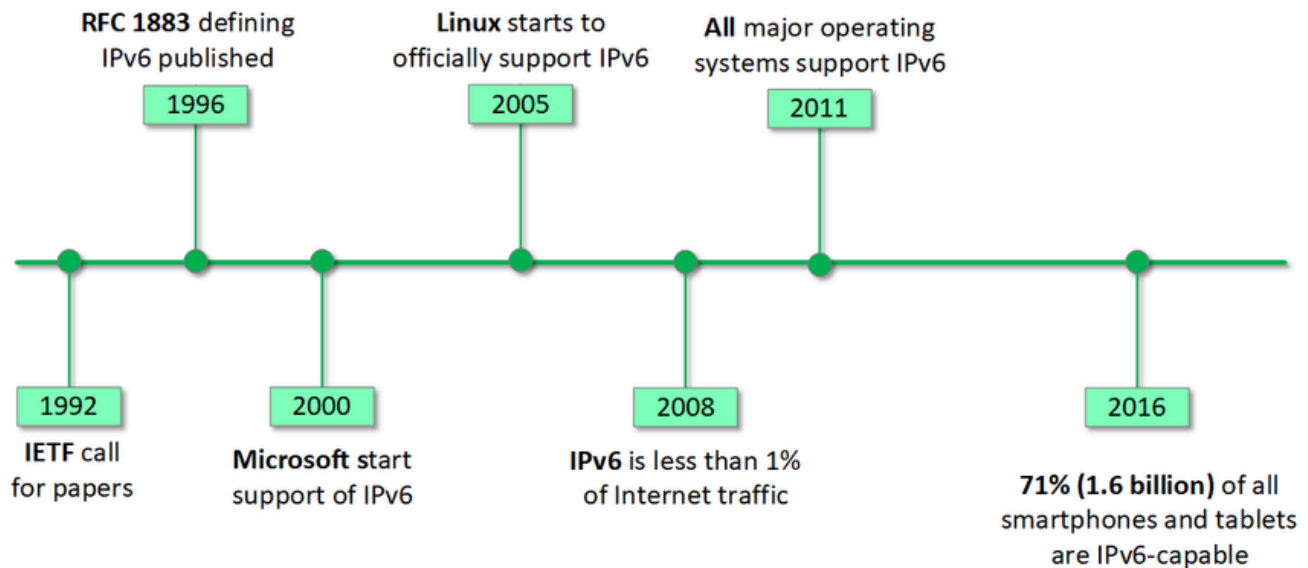 RFC 1883 defining
IPv6 published
1996
Linux starts to
officially support IPv6
2005
All major operating
systems support IPv6
2011
1992
IETF call
for papers
2000
Microsoft start
support of IPv6
2008
IPv6 is less than 1%
of Internet traffic
2016
71% (1.6 billion) of all
smartphones and tablets
are IPv6-capable